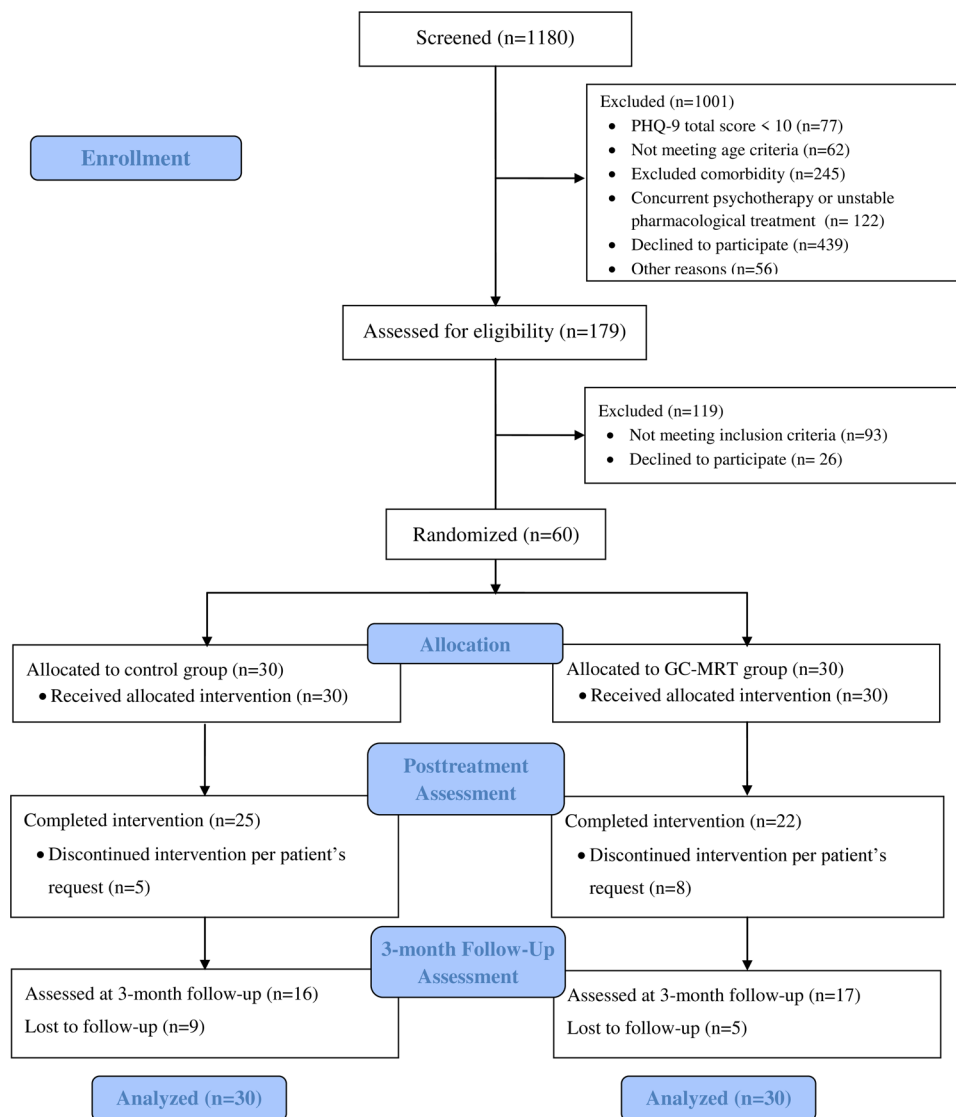 Screened (n=1180)
Excluded (n=1001)
• PHQ-9 total score < 10 (n=77)
• Not meeting age criteria (n=62)
• Excluded comorbidity (n=245)
• Concurrent psychotherapy or unstable
pharmacological treatment (n= 122)
• Declined to participate (n=439)
• Other reasons (n=56)
Enrollment
Assessed for eligibility (n=179)
Excluded (n=119)
• Not meeting inclusion criteria (n=93)
• Declined to participate (n= 26)
Randomized (n=60)
Allocation
Allocated to control group (n=30)
• Received allocated intervention (n=30)
Allocated to GC-MRT group (n=30)
• Received allocated intervention (n=30)
Posttreatment
Assessment
Completed intervention (n=25)
• Discontinued intervention per patient’s
request (n=5)
Completed intervention (n=22)
• Discontinued intervention per patient’s
request (n=8)
3-month Follow-Up
Assessment
Assessed at 3-month follow-up (n=16)
Lost to follow-up (n=9)
Assessed at 3-month follow-up (n=17)
Lost to follow-up (n=5)
Analyzed (n=30)
Analyzed (n=30)